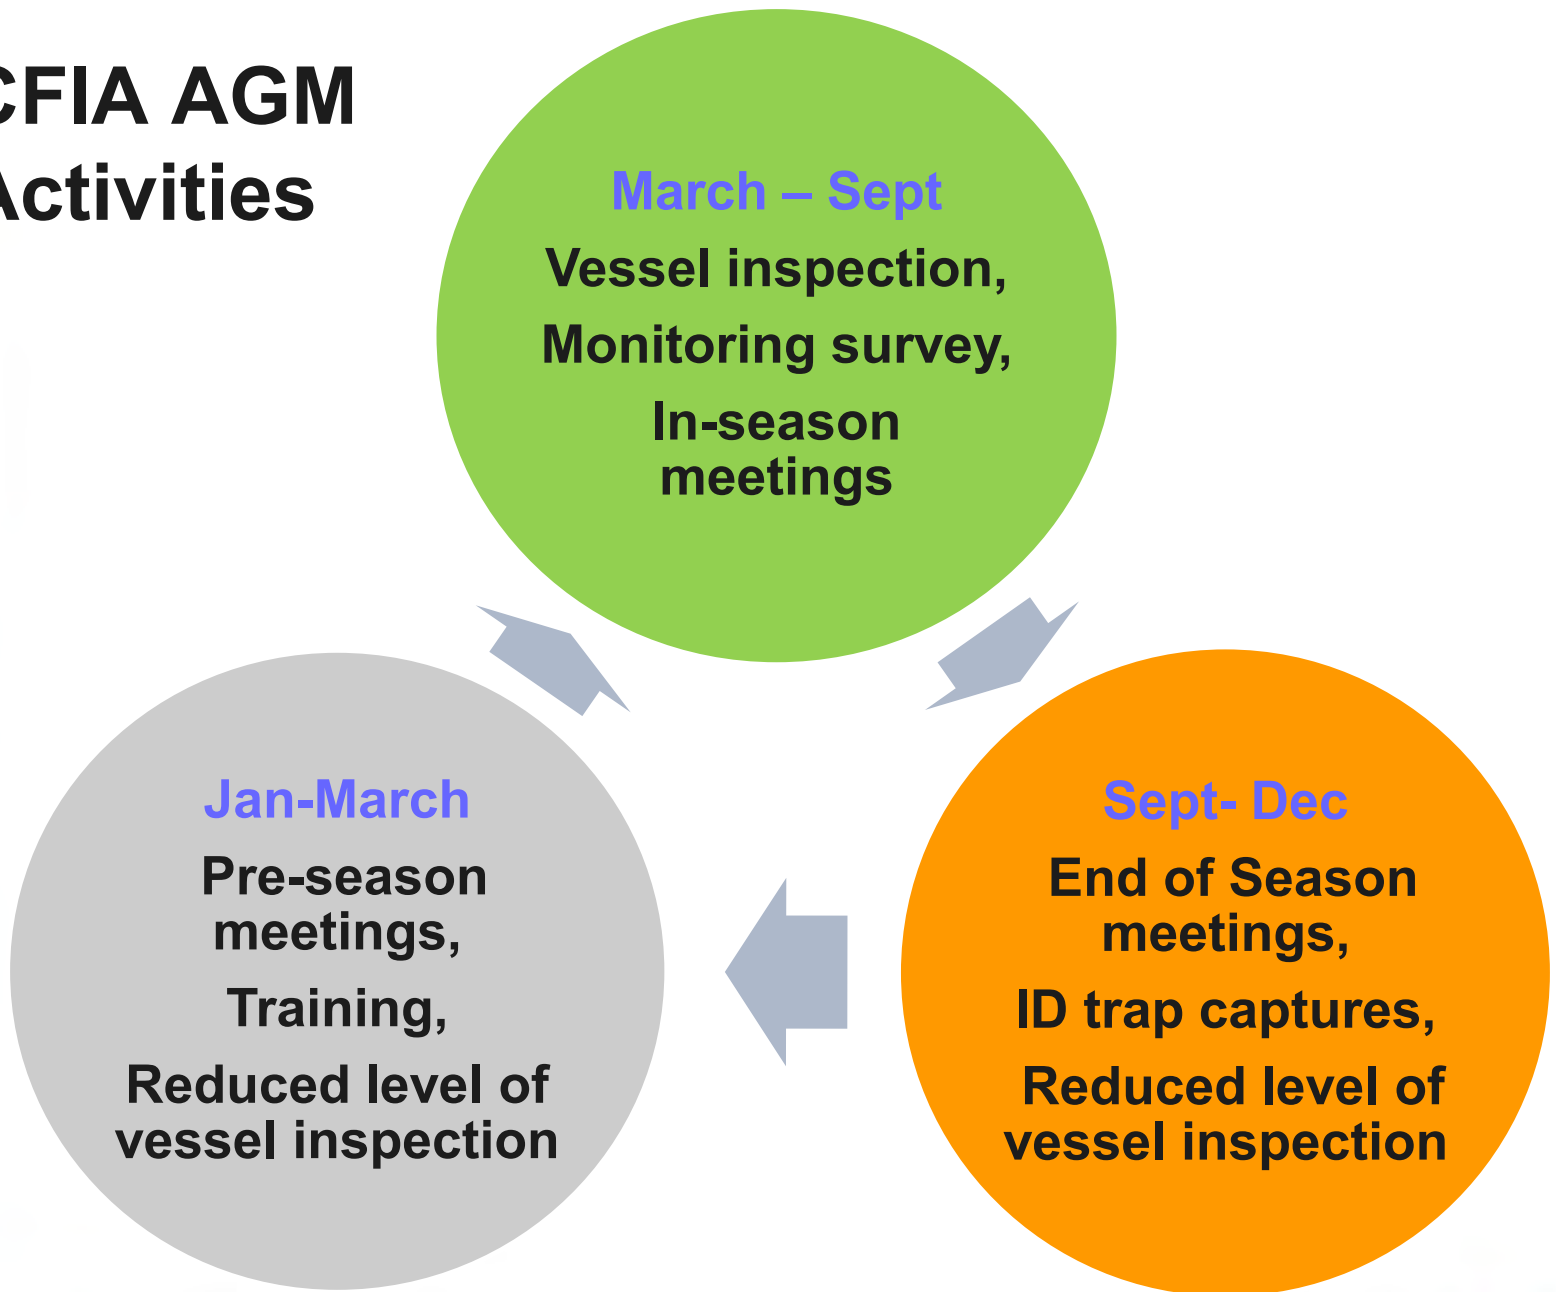 CFIA AGM
Activities
March – Sept
Vessel inspection,
Monitoring survey,
In-season
meetings
Jan-March
Pre-season
meetings,
Training,
Reduced level of
vessel inspection
Sept- Dec
End of Season
meetings,
ID trap captures,
Reduced level of
vessel inspection